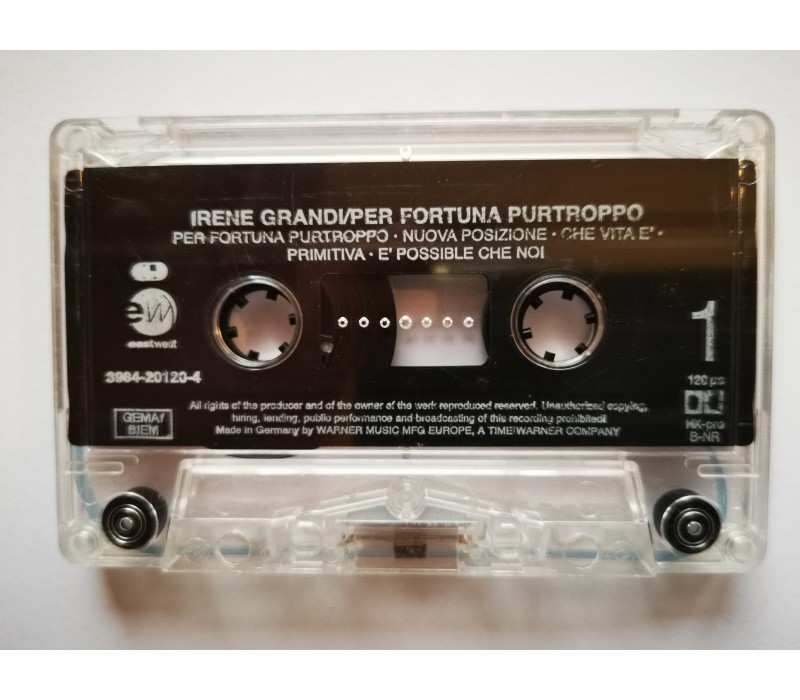 IRENE GRANDI/PER FORTUNA PURTROPPO
PER FORTUNA PURTROPPO • NUOVA POSIZIONE • CHE VITA E' •
PRIMITIVA • E' POSSIBLE CHE NOI
ew
eastwest
1
3984-20120-4
120 µs
All rights of the producer and of the owner of the work reproduced reserved. Unauthorized copying,
hiring, lending, public performance and broadcasting of this recording prohibited!
Made in Germany by WARNER MUSIC MFG EUROPE, A TIME WARNER COMPANY
GEMA/
BIEM
HX-pro
B-NR